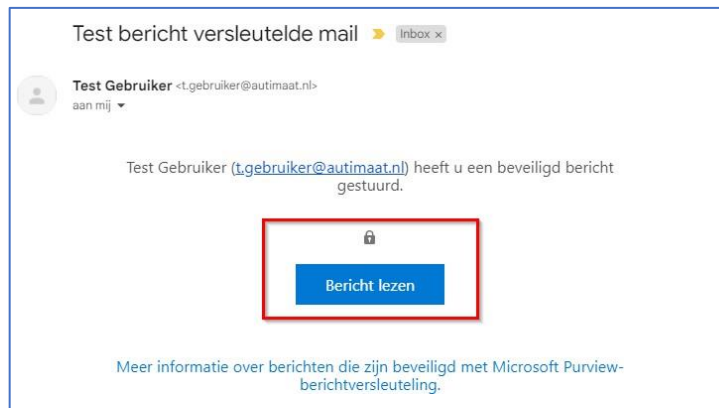 Test bericht versleutelde mail Inbox ×
Test Gebruiker <t.gebruiker@autimaat.nl>
aan mij
Test Gebruiker (t.gebruiker@autimaat.nl) heeft u een beveiligd bericht
gestuurd.
Bericht lezen
Meer informatie over berichten die zijn beveiligd met Microsoft Purview-
berichtversleuteling.